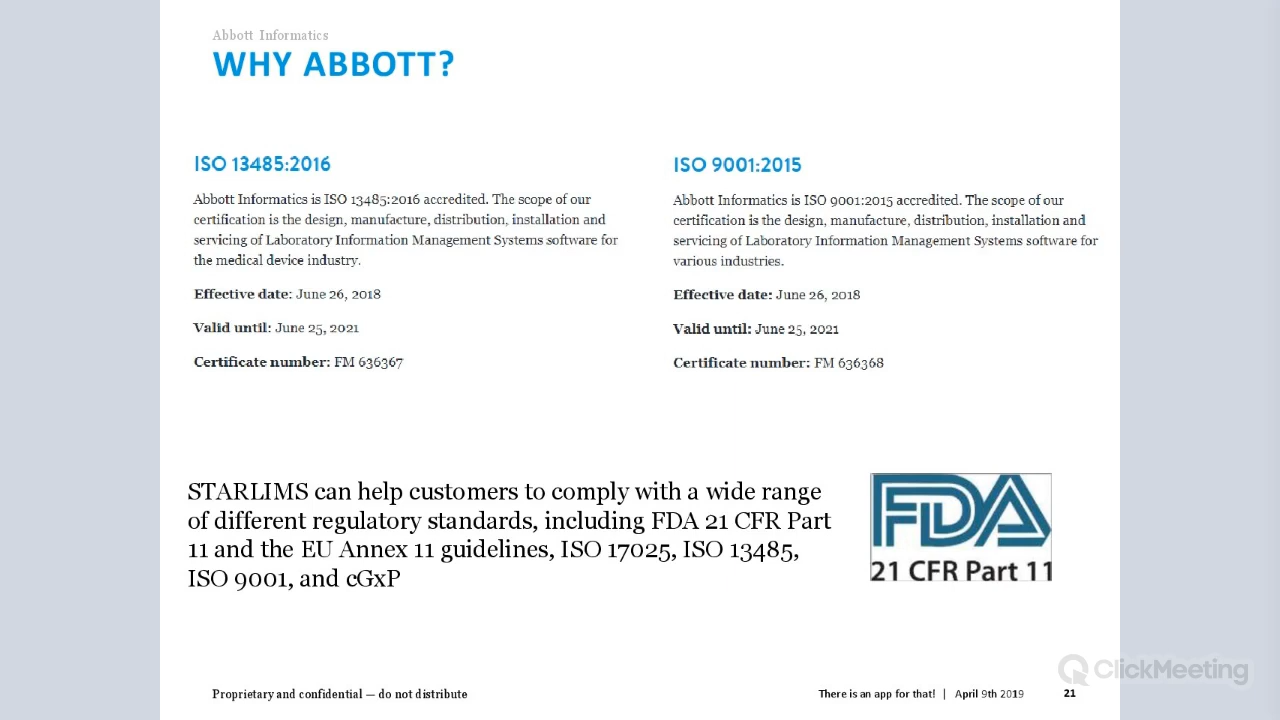 Abbott Informatics
WHY ABBOTT?
ISO 13485:2016
Abbott Informatics is ISO 13485:2016 accredited. The scope of our
certification is the design, manufacture, distribution, installation and
servicing of Laboratory Information Management Systems software for
the medical device industry.
Effective date: June 26, 2018
Valid until: June 25, 2021
Certificate number: FM 636367
ISO 9001:2015
Abbott Informatics is ISO 9001:2015 accredited. The scope of our
certification is the design, manufacture, distribution, installation and
servicing of Laboratory Information Management Systems software for
various industries.
Effective date: June 26, 2018
Valid until: June 25, 2021
Certificate number: FM 636368
STARLIMS can help customers to comply with a wide range
of different regulatory standards, including FDA 21 CFR Part
11 and the EU Annex 11 guidelines, ISO 17025, ISO 13485,
ISO 9001, and cGxP
FDA
21 CFR Part 11
ClickMeeting
Proprietary and confidential — do not distribute
There is an app for that! | April 9th 2019 21